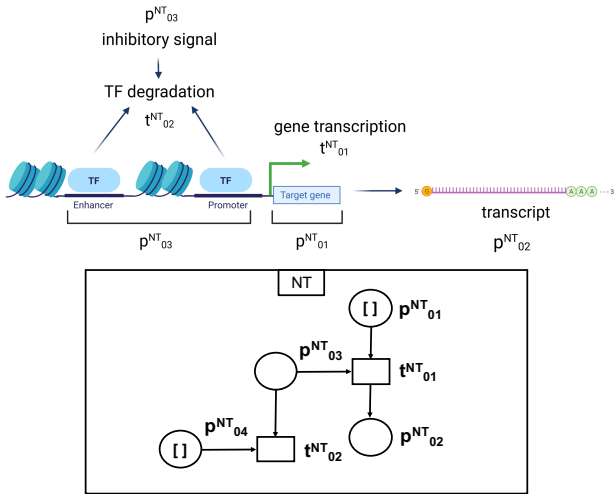 pᴺᵀ₀₃
inhibitory signal
TF degradation
tᴺᵀ₀₂
gene transcription
tᴺᵀ₀₁
TF
TF
Enhancer
Promoter
Target gene
5' G A A A 3'
transcript
pᴺᵀ₀₃
pᴺᵀ₀₁
pᴺᵀ₀₂
NT
[ ] pᴺᵀ₀₁
pᴺᵀ₀₃
tᴺᵀ₀₁
pᴺᵀ₀₄
pᴺᵀ₀₂
[ ] tᴺᵀ₀₂